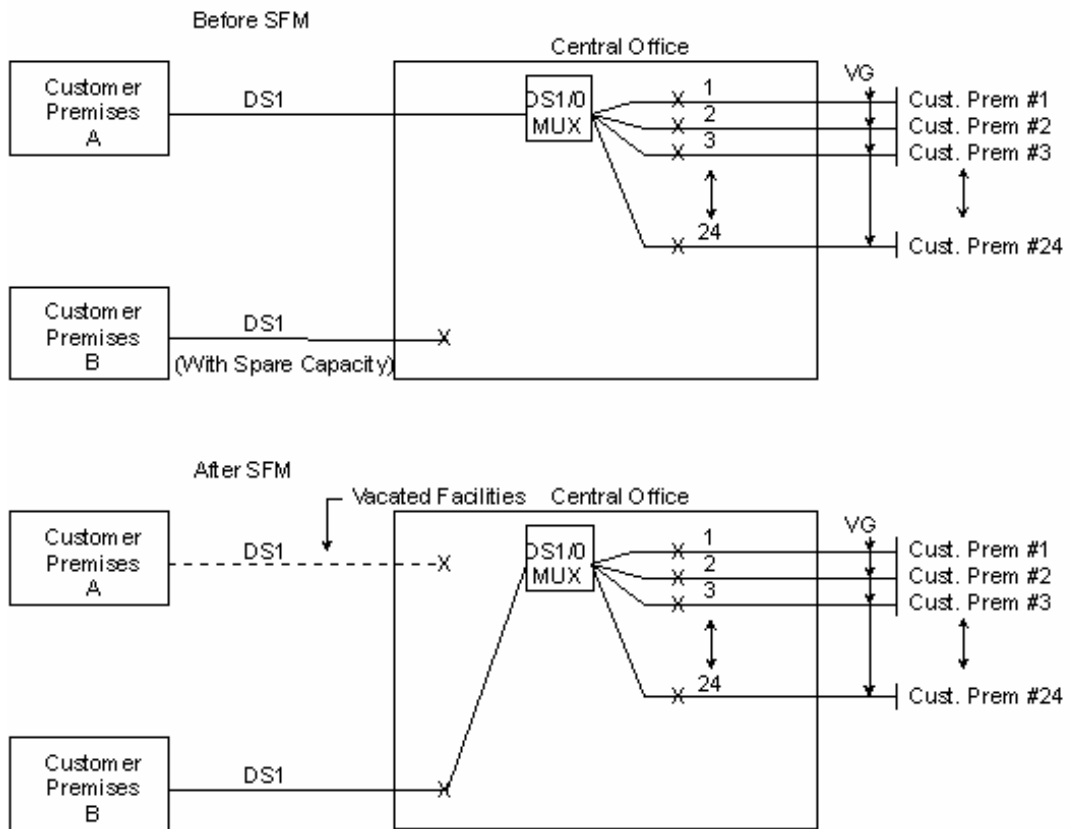 Before SFM
Central Office
Customer
Premises
A
DS1
DS1/0
MUX
1
2
3
24
VG
Cust. Prem #1
Cust. Prem #2
Cust. Prem #3
Cust. Prem #24
X
X
X
X
Customer
Premises
B
DS1
(With Spare Capacity)
X
After SFM
Vacated Facilities
Central Office
Customer
Premises
A
DS1
X
DS1/0
MUX
1
2
3
24
VG
Cust. Prem #1
Cust. Prem #2
Cust. Prem #3
Cust. Prem #24
X
X
X
X
Customer
Premises
B
DS1
X